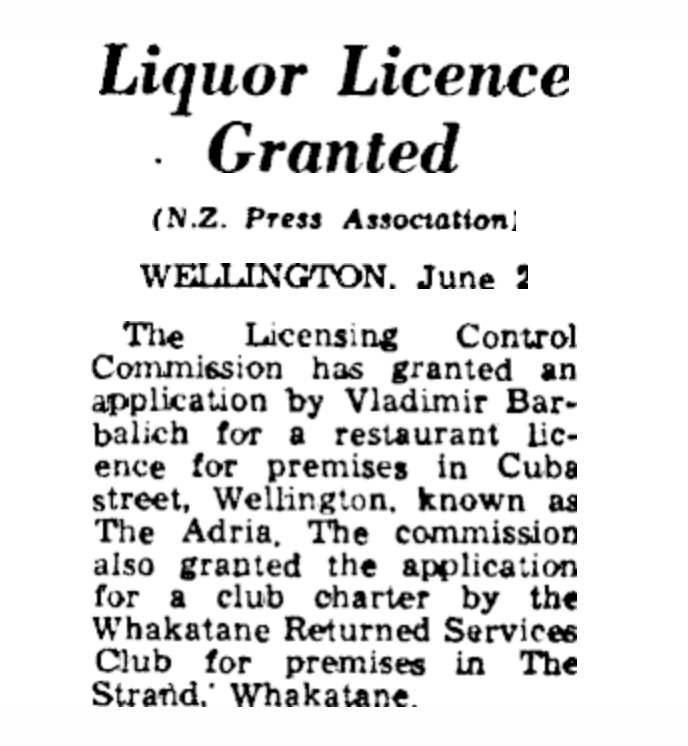 Liquor Licence
Granted
(N.Z. Press Association)
WELLINGTON, June 2
The Licensing Control
Commission has granted an
application by Vladimir Bar-
balich for a restaurant lic-
ence for premises in Cuba
street, Wellington, known as
The Adria. The commission
also granted the application
for a club charter by the
Whakatane Returned Services
Club for premises in The
Strand, Whakatane.